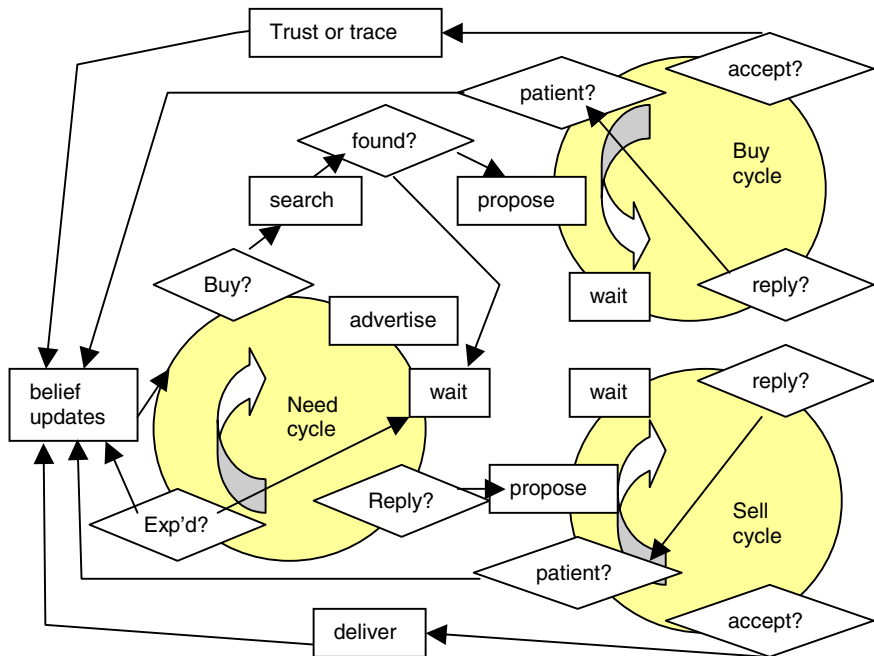 Trust or trace
accept?
patient?
found?
Buy
cycle
search
propose
Buy?
wait
reply?
advertise
belief
updates
Need
cycle
wait
wait
reply?
Reply?
propose
Exp'd?
Sell
cycle
patient?
deliver
accept?